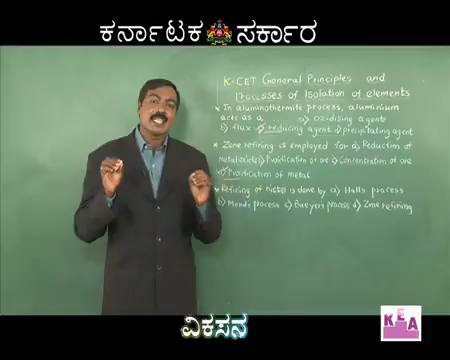 ಕರ್ನಾಟಕ ಸರ್ಕಾರ
K-CET General Principles and
Processes of Isolation of elements
* In aluminothermite process, aluminium
acts as a ........ a) Oxidising agent
b) flux c) reducing agent d) precipitating agent
* Zone refining is employed for a) Reduction of
metal oxide b) Purification of ore c) Concentration of ore
d) Purification of metal
* Refining of nickel is done by a) Halls process
b) Monds process c) Baeyers process d) Zone refining
ವಿಕಸನ
KEA